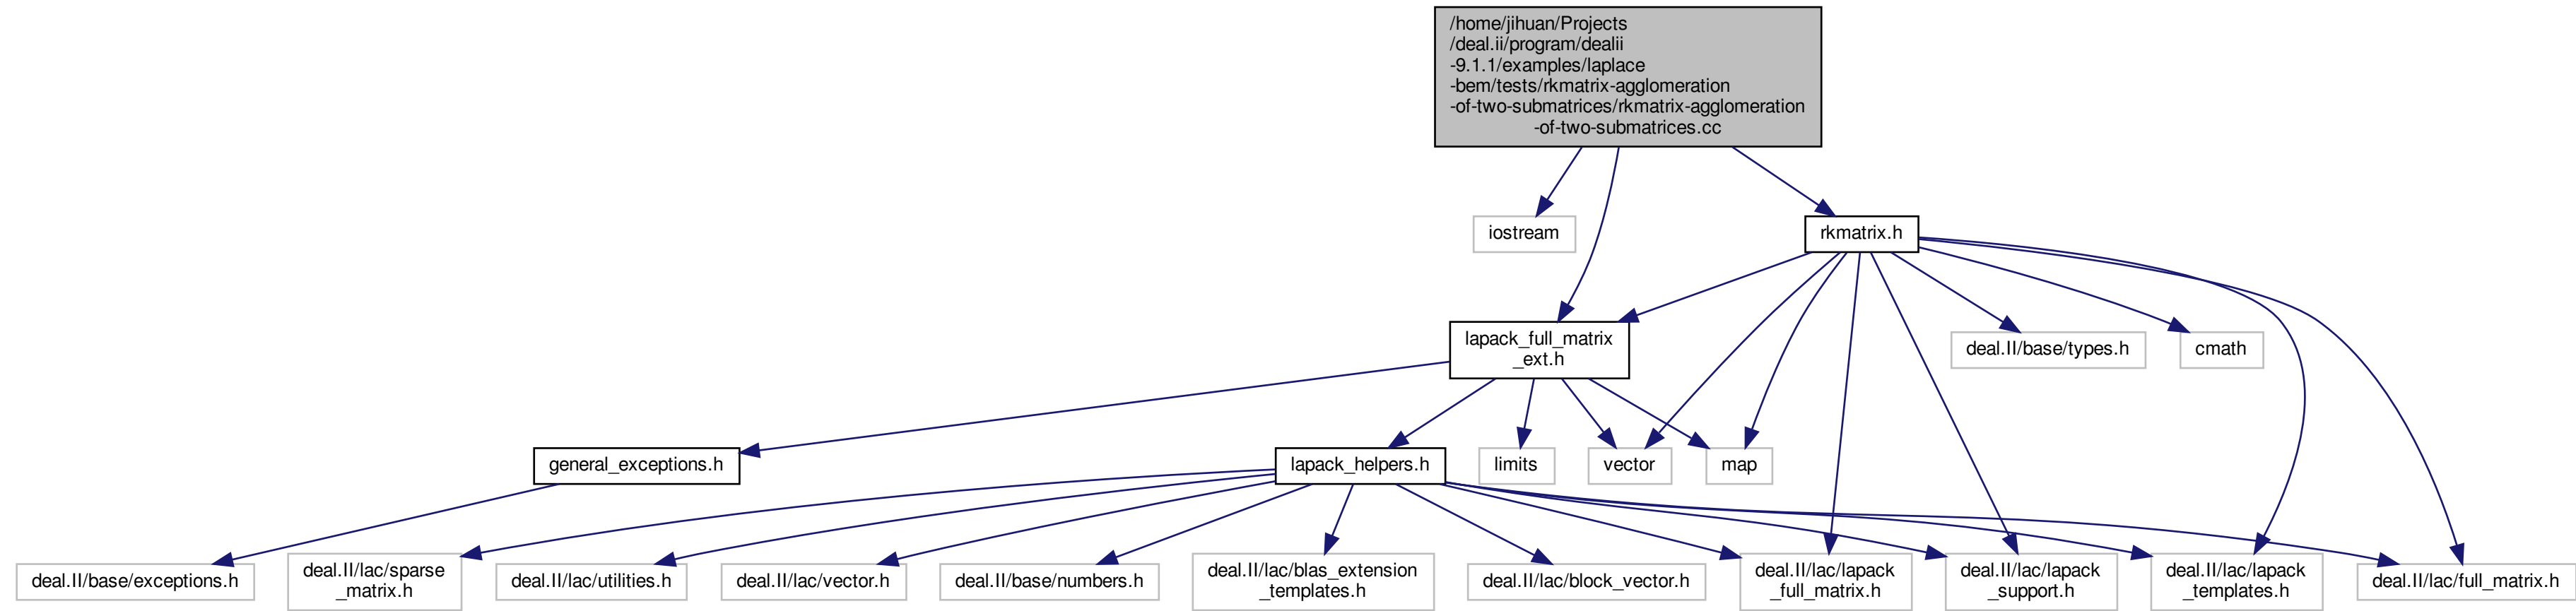 /home/jihuan/Projects
/deal.ii/program/dealii
-9.1.1/examples/laplace
-bem/tests/rkmatrix-agglomeration
-of-two-submatrices/rkmatrix-agglomeration
-of-two-submatrices.cc
iostream
rkmatrix.h
lapack_full_matrix
_ext.h
deal.II/base/types.h
cmath
general_exceptions.h
lapack_helpers.h
limits
vector
map
deal.II/base/exceptions.h
deal.II/lac/sparse
_matrix.h
deal.II/lac/utilities.h
deal.II/lac/vector.h
deal.II/base/numbers.h
deal.II/lac/blas_extension
_templates.h
deal.II/lac/block_vector.h
deal.II/lac/lapack
_full_matrix.h
deal.II/lac/lapack
_support.h
deal.II/lac/lapack
_templates.h
deal.II/lac/full_matrix.h